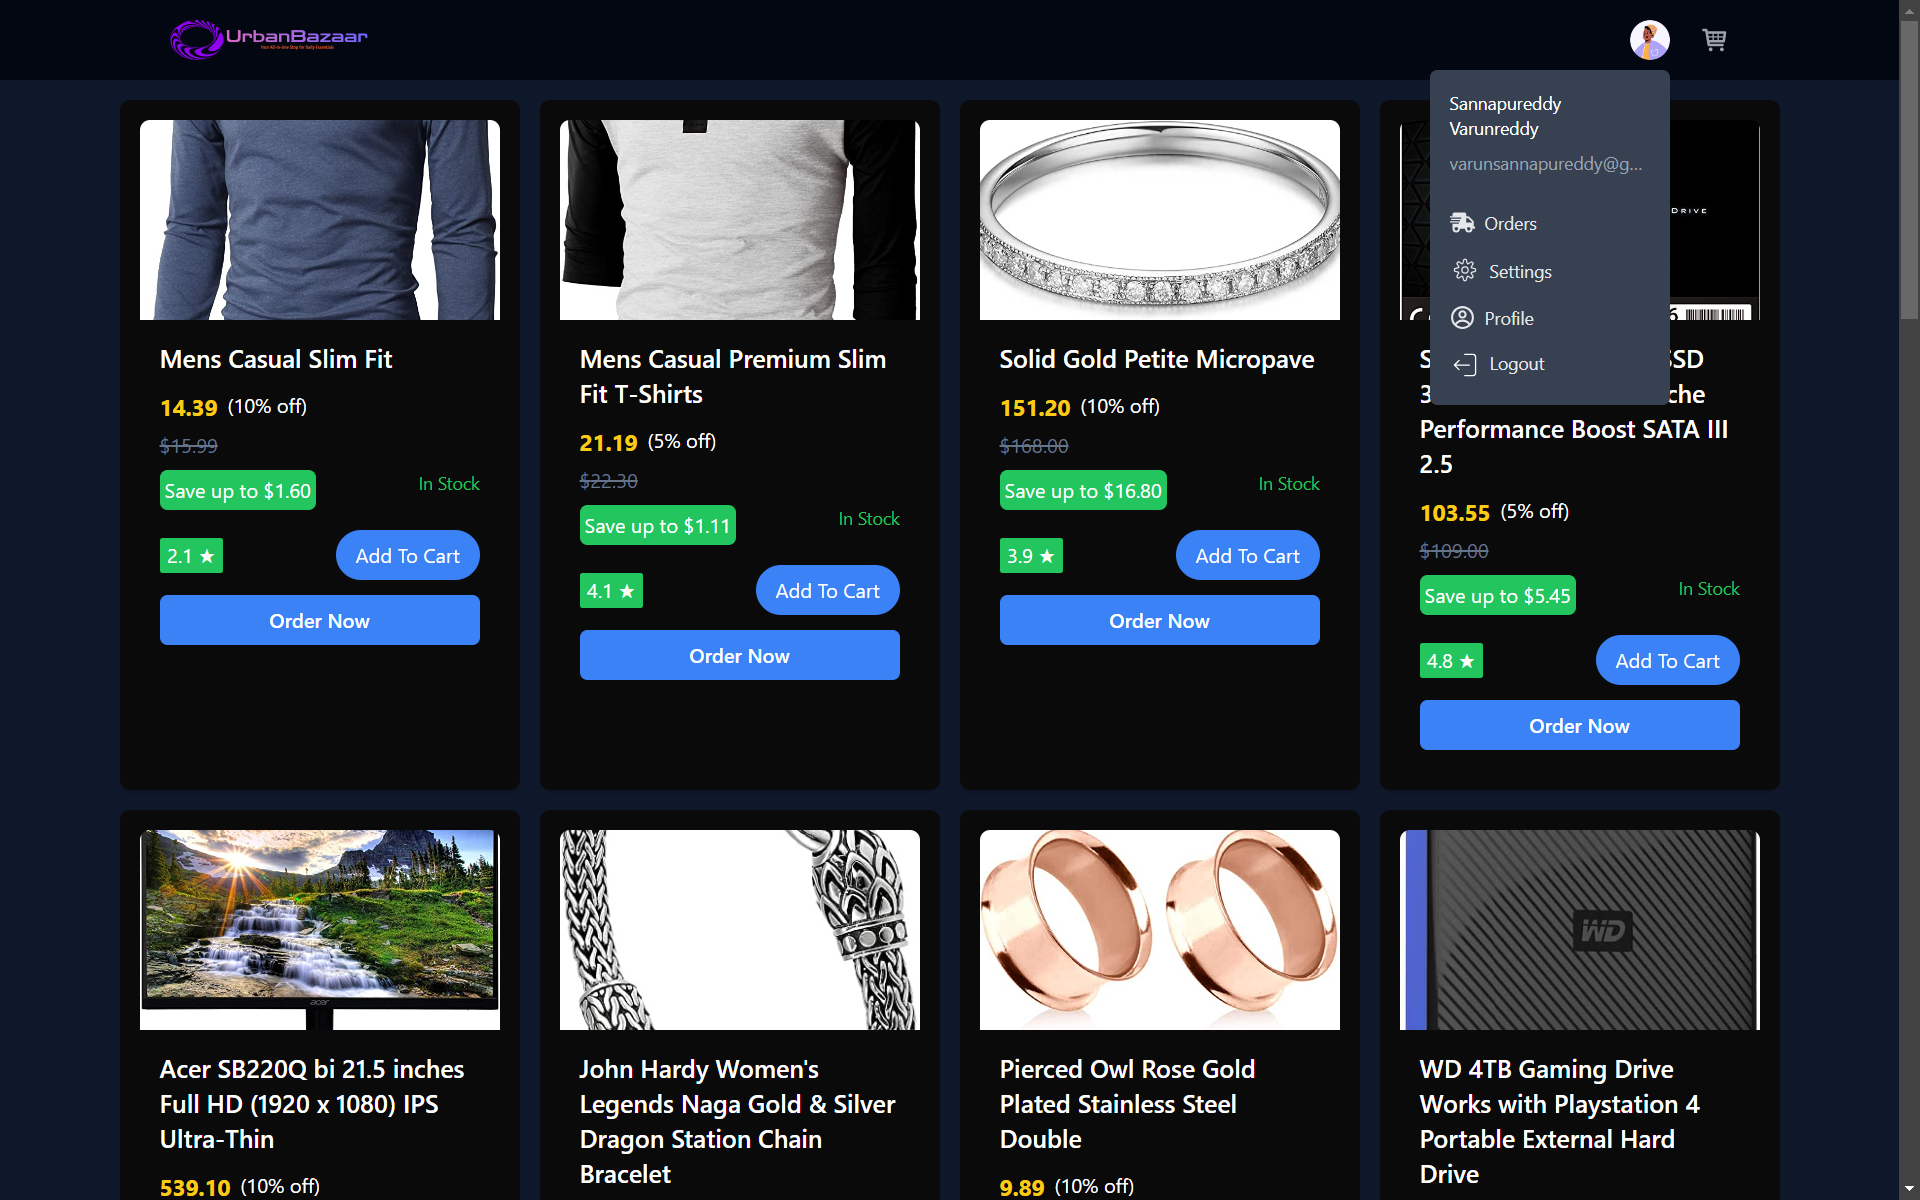 UrbanBazaar
Your All-in-One Stop for Daily Essentials
Sannapureddy
Varunreddy
varunsannapureddy@g...
Orders
Settings
Profile
Logout
DRIVE
Mens Casual Slim Fit
14.39 (10% off)
$15.99
Save up to $1.60
In Stock
2.1 ★
Add To Cart
Order Now
Mens Casual Premium Slim
Fit T-Shirts
21.19 (5% off)
$22.30
Save up to $1.11
In Stock
4.1 ★
Add To Cart
Order Now
Solid Gold Petite Micropave
151.20 (10% off)
$168.00
Save up to $16.80
In Stock
3.9 ★
Add To Cart
Order Now
Performance Boost SATA III
2.5
103.55 (5% off)
$109.00
Save up to $5.45
In Stock
4.8 ★
Add To Cart
Order Now
acer
Acer SB220Q bi 21.5 inches
Full HD (1920 x 1080) IPS
Ultra-Thin
539.10 (10% off)
John Hardy Women's
Legends Naga Gold & Silver
Dragon Station Chain
Bracelet
Pierced Owl Rose Gold
Plated Stainless Steel
Double
9.89 (10% off)
WD
WD 4TB Gaming Drive
Works with Playstation 4
Portable External Hard
Drive